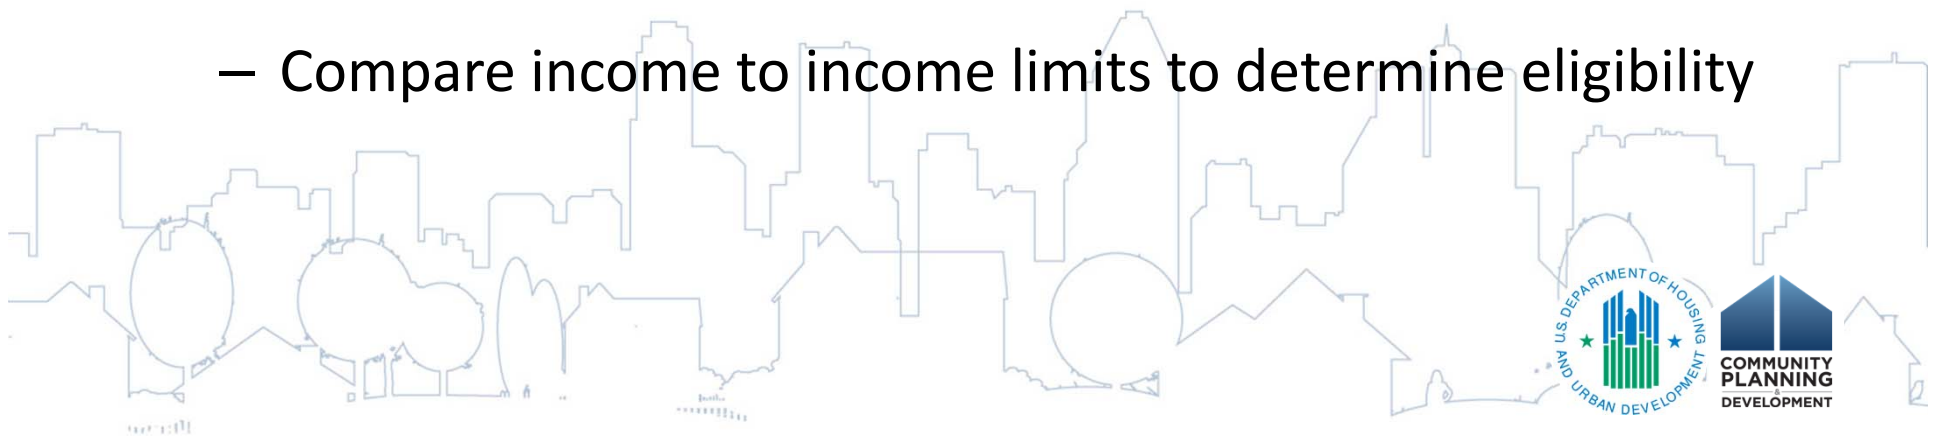 – Compare income to income limits to determine eligibility
U.S. DEPARTMENT OF HOUSING
AND URBAN DEVELOPMENT
COMMUNITY
PLANNING
&
DEVELOPMENT